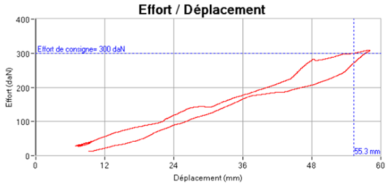 Effort / Déplacement
Effort (daN)
400
300
200
100
0
Effort de consigne= 300 daN
55.3 mm
0
12
24
36
48
60
Déplacement (mm)